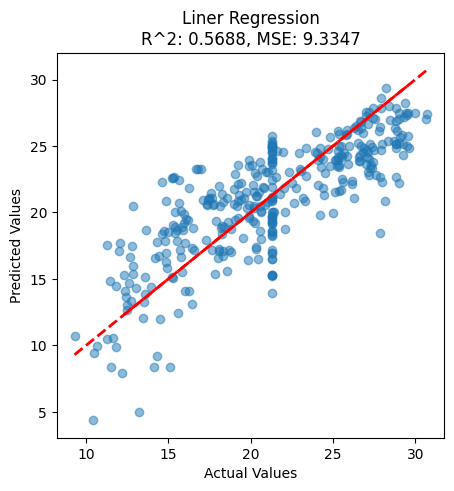 Liner Regression
R^2: 0.5688, MSE: 9.3347
30
25
20
15
10
5
Predicted Values
10
15
20
25
30
Actual Values